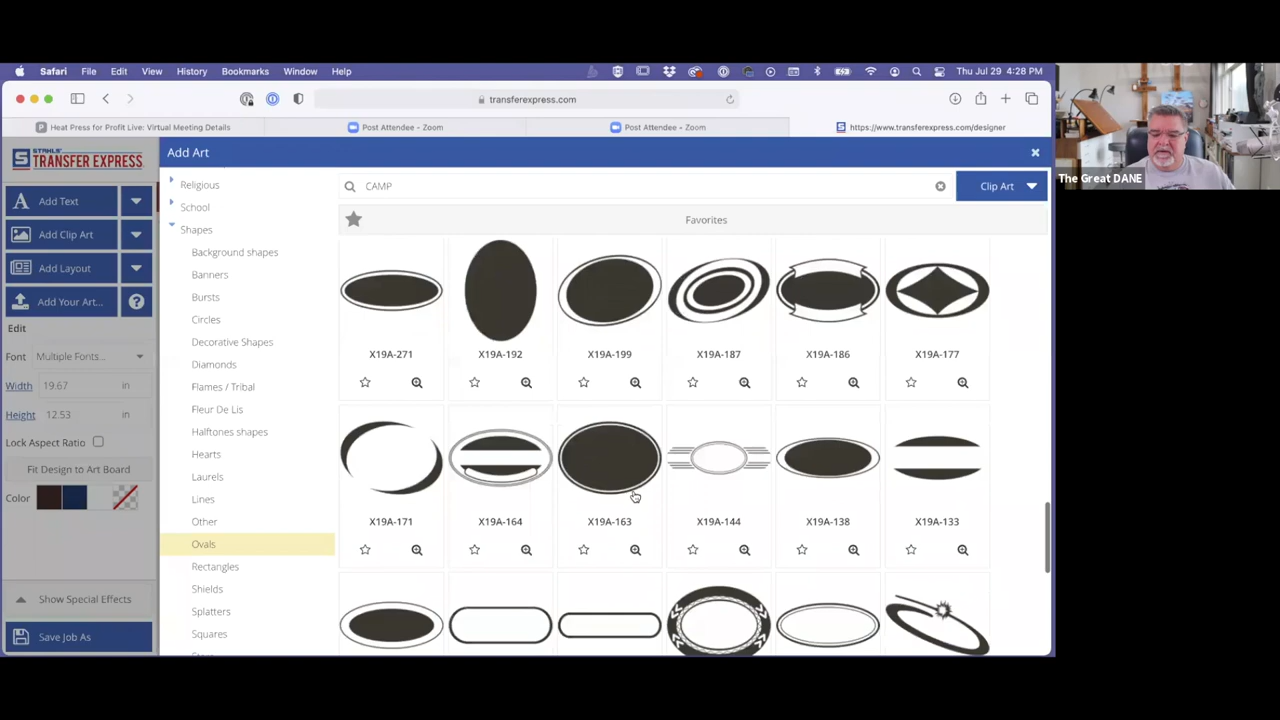 Safari File Edit View History Bookmarks Window Help Thu Jul 29 4:28 PM
transferexpress.com
Heat Press for Profit Live: Virtual Meeting Details
Post Attendee - Zoom
Post Attendee - Zoom
https://www.transferexpress.com/designer
STAHLS'
TRANSFER EXPRESS
Add Text
Add Clip Art
Add Layout
Add Your Art...
Edit
Font Multiple Fonts...
Width 19.67 in
Height 12.53 in
Lock Aspect Ratio
Fit Design to Art Board
Color
Show Special Effects
Save Job As
Add Art
Religious
School
Shapes
Background shapes
Banners
Bursts
Circles
Decorative Shapes
Diamonds
Flames / Tribal
Fleur De Lis
Halftones shapes
Hearts
Laurels
Lines
Other
Ovals
Rectangles
Shields
Splatters
Squares
CAMP
Clip Art
Favorites
X19A-271 X19A-192 X19A-199 X19A-187 X19A-186 X19A-177
X19A-171 X19A-164 X19A-163 X19A-144 X19A-138 X19A-133
The Great DANE